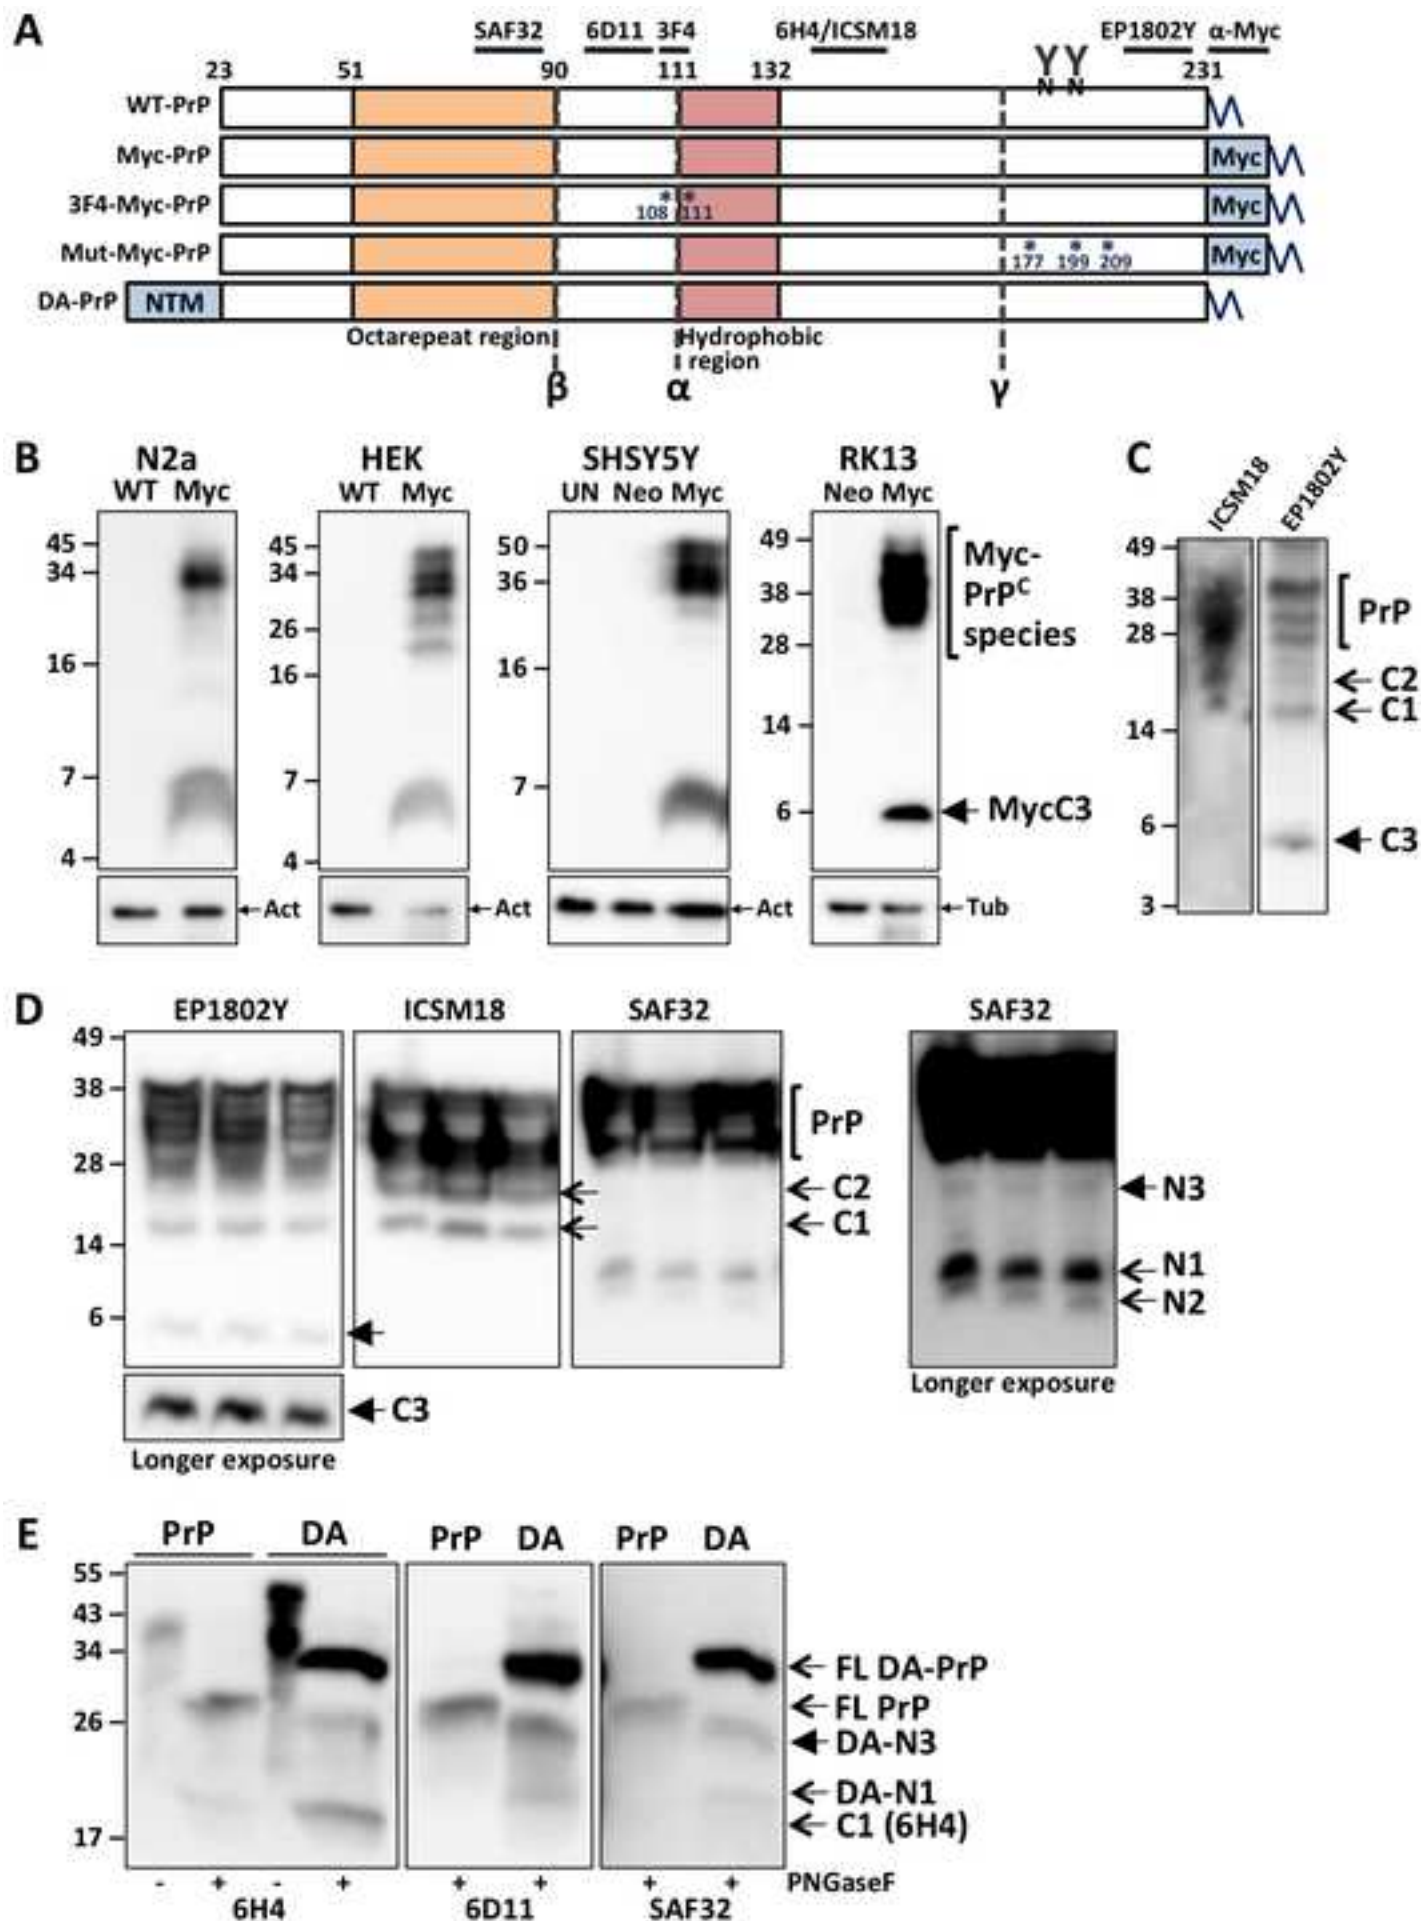 A
SAF32 6D11 3F4 6H4/ICSM18 EP1802Y α-Myc
23 51 90 111 132 231
Y Y
N N
WT-PrP
Myc-PrP Myc
3F4-Myc-PrP * * Myc
108 111
Mut-Myc-PrP * * * Myc
177 199 209
DA-PrP NTM
Octarepeat region Hydrophobic
region
β α γ
B
N2a HEK SHSY5Y RK13
WT Myc WT Myc UN Neo Myc Neo Myc
45 45 50 49
34 34 36 38
26 28
16 16 16 14
7 7 7 6
4 4
Myc-
PrPᶜ
species
MycC3
Act Act Act Tub
C
ICSM18 EP1802Y
49
38
28
14
6
3
PrP
C2
C1
C3
D
EP1802Y ICSM18 SAF32 SAF32
49
38
28
14
6
PrP
C2
C1
N3
N1
N2
C3
Longer exposure
Longer exposure
E
PrP DA PrP DA PrP DA
55
43
34
26
17
FL DA-PrP
FL PrP
DA-N3
DA-N1
C1 (6H4)
- + - + + + + + PNGaseF
6H4 6D11 SAF32